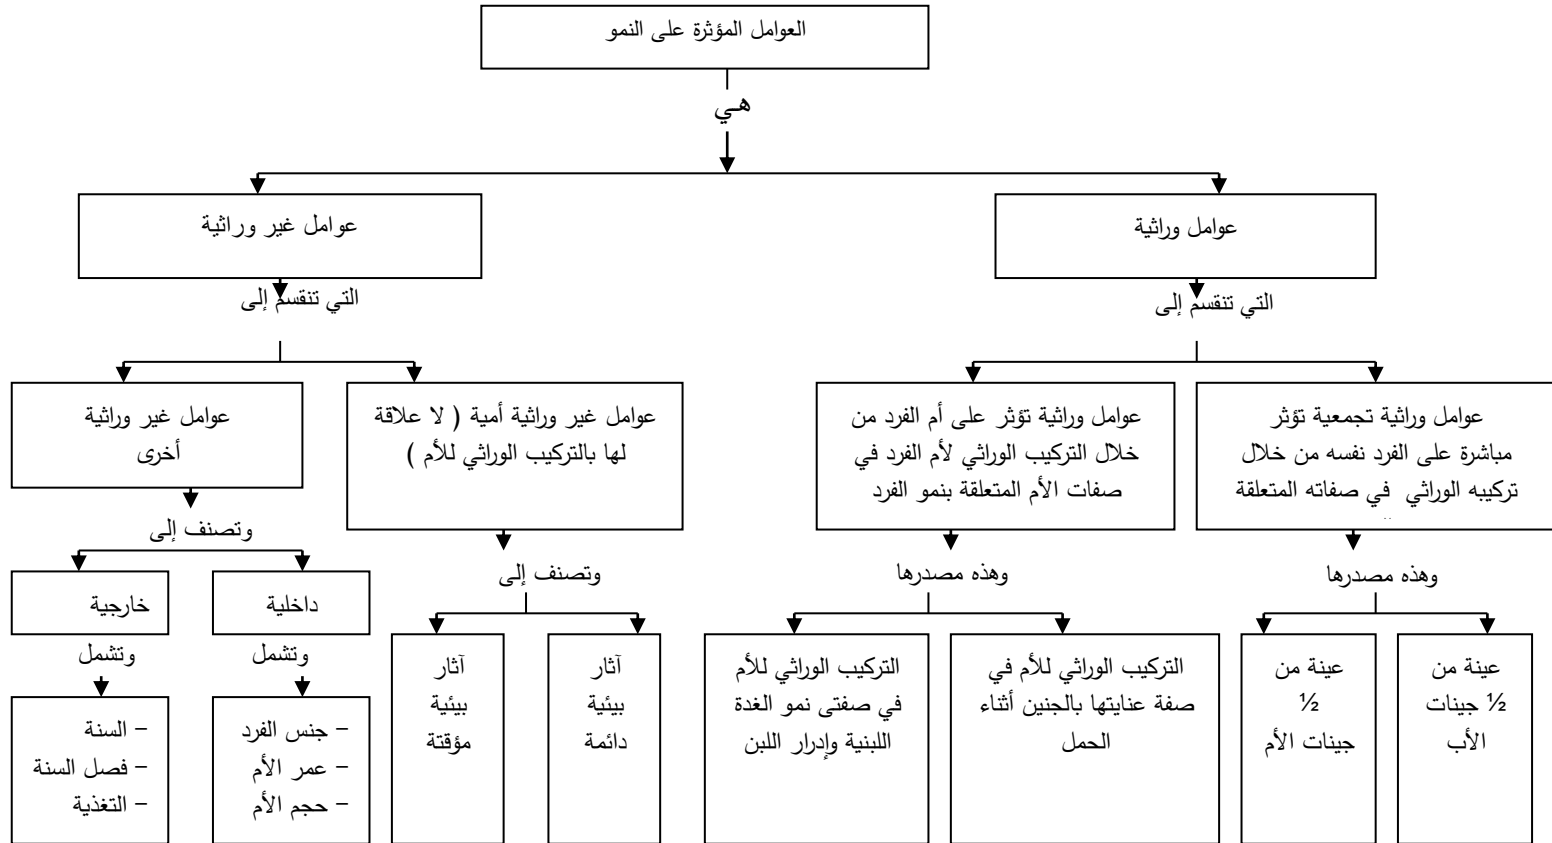 العوامل المؤثرة على النمو
هـي
عوامل وراثية
عوامل غير وراثية
التي تنقسم إلى
التي تنقسم إلى
عوامل وراثية تجمعية تؤثر
مباشرة على الفرد نفسه من خلال
تركيبه الوراثي في صفاته المتعلقة
عوامل وراثية تؤثر على أم الفرد من
خلال التركيب الوراثي لأم الفرد في
صفات الأم المتعلقة بنمو الفرد
عوامل غير وراثية أمية ( لا علاقة
لها بالتركيب الوراثي للأم )
عوامل غير وراثية
أخرى
وهذه مصدرها
وهذه مصدرها
وتصنف إلى
وتصنف إلى
داخلية
خارجية
وتشمل
وتشمل
عينة من
½ جينات
الأب
عينة من
½
جينات الأم
التركيب الوراثي للأم في
صفة عنايتها بالجنين أثناء
الحمل
التركيب الوراثي للأم
في صفتى نمو الغدة
اللبنية وإدرار اللبن
آثار
بيئية
دائمة
آثار
بيئية
مؤقتة
– جنس الفرد
– عمر الأم
– حجم الأم
– السنة
– فصل السنة
– التغذية